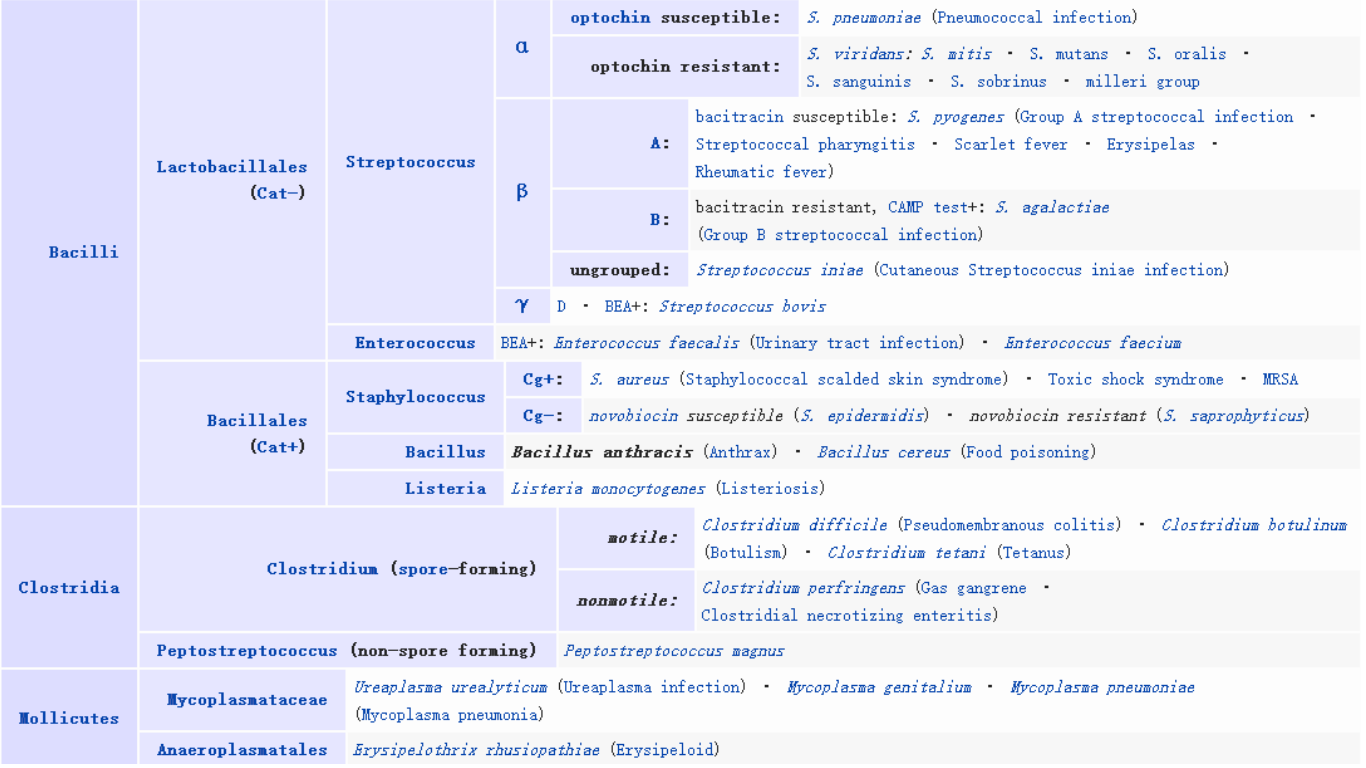 Bacilli
Lactobacillales
(Cat−)
Streptococcus
α
optochin susceptible:
S. pneumoniae (Pneumococcal infection)
optochin resistant:
S. viridans: S. mitis · S. mutans · S. oralis ·
S. sanguinis · S. sobrinus · milleri group
β
A:
bacitracin susceptible: S. pyogenes (Group A streptococcal infection ·
Streptococcal pharyngitis · Scarlet fever · Erysipelas ·
Rheumatic fever)
B:
bacitracin resistant, CAMP test+: S. agalactiae
(Group B streptococcal infection)
ungrouped:
Streptococcus iniae (Cutaneous Streptococcus iniae infection)
γ
D · BEA+: Streptococcus bovis
Enterococcus
BEA+: Enterococcus faecalis (Urinary tract infection) · Enterococcus faecium
Bacillales
(Cat+)
Staphylococcus
Cg+:
S. aureus (Staphylococcal scalded skin syndrome) · Toxic shock syndrome · MRSA
Cg−:
novobiocin susceptible (S. epidermidis) · novobiocin resistant (S. saprophyticus)
Bacillus
Bacillus anthracis (Anthrax) · Bacillus cereus (Food poisoning)
Listeria
Listeria monocytogenes (Listeriosis)
Clostridia
Clostridium (spore−forming)
motile:
Clostridium difficile (Pseudomembranous colitis) · Clostridium botulinum
(Botulism) · Clostridium tetani (Tetanus)
nonmotile:
Clostridium perfringens (Gas gangrene ·
Clostridial necrotizing enteritis)
Peptostreptococcus (non−spore forming)
Peptostreptococcus magnus
Mollicutes
Mycoplasmataceae
Ureaplasma urealyticum (Ureaplasma infection) · Mycoplasma genitalium · Mycoplasma pneumoniae
(Mycoplasma pneumonia)
Anaeroplasmatales
Erysipelothrix rhusiopathiae (Erysipeloid)